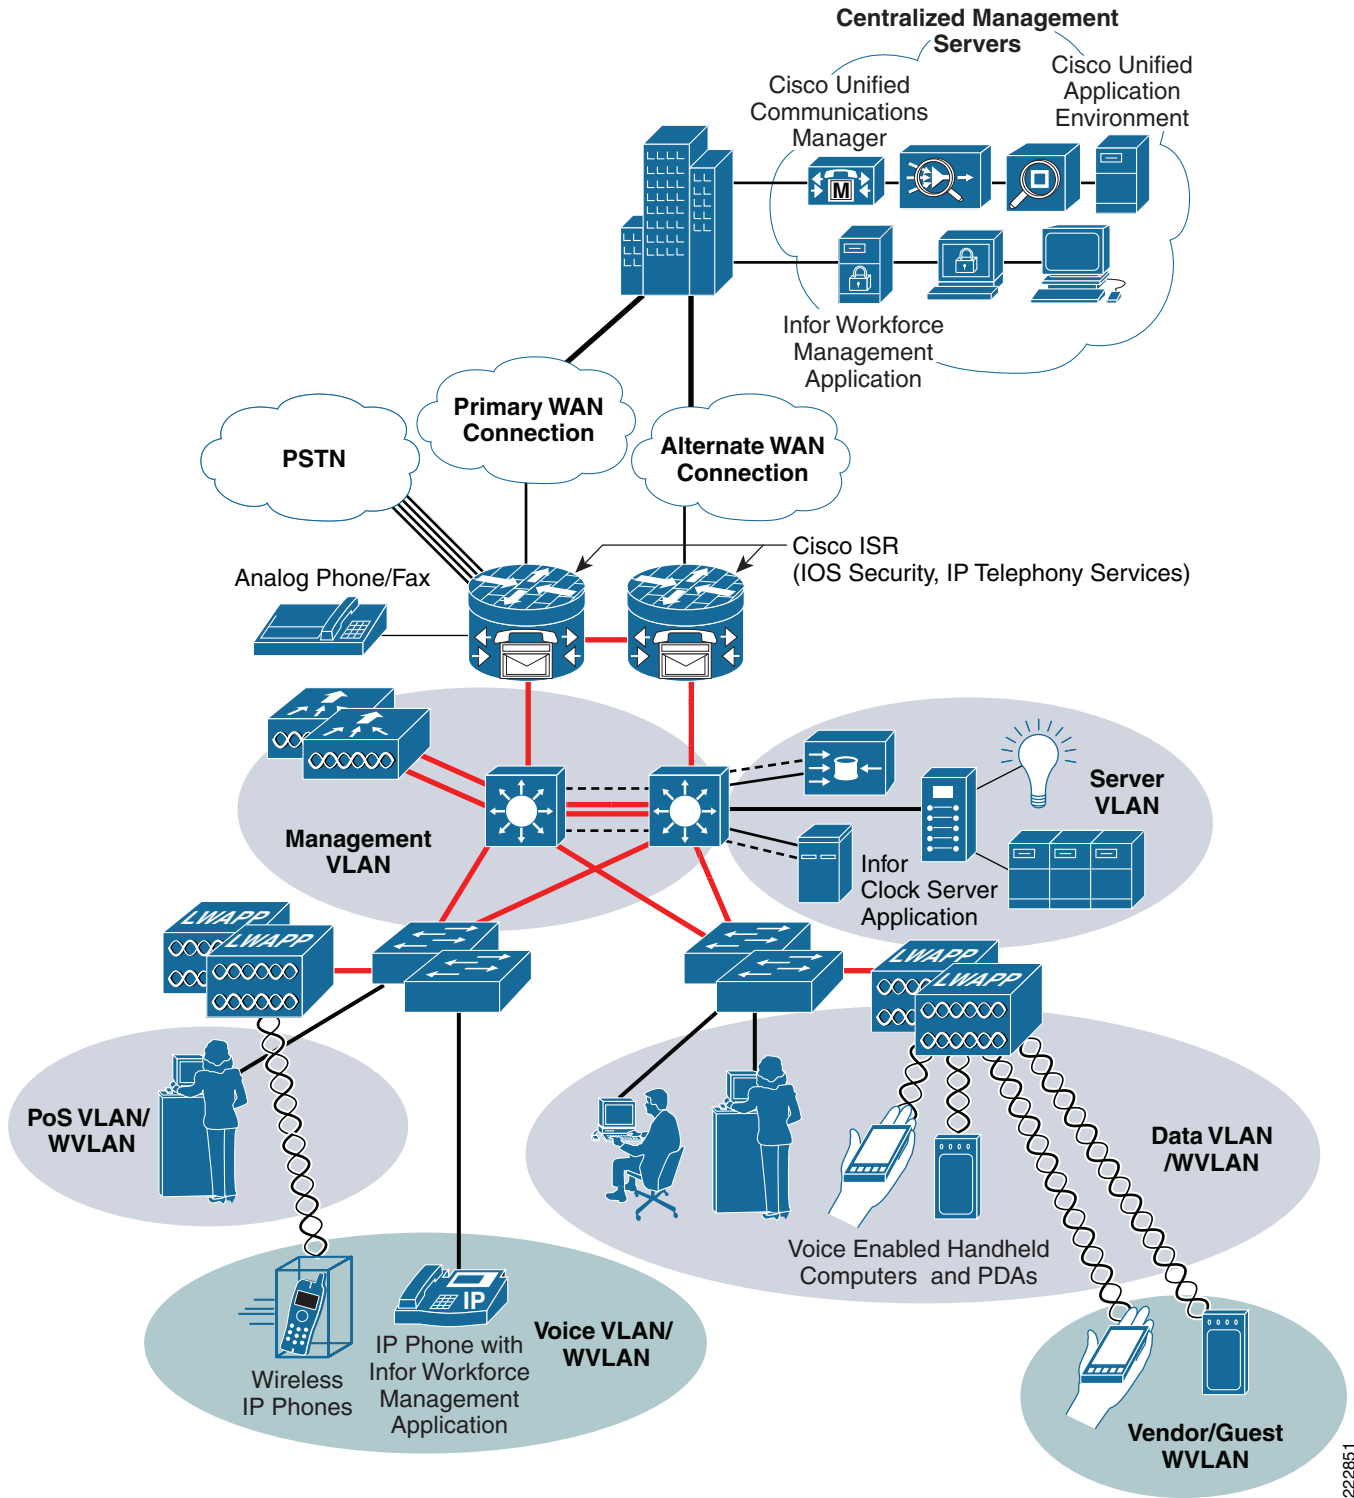 Centralized Management
Servers
Cisco Unified
Communications
Manager
Cisco Unified
Application
Environment
M
Infor Workforce
Management
Application
Primary WAN
Connection
PSTN
Alternate WAN
Connection
Cisco ISR
(IOS Security, IP Telephony Services)
Analog Phone/Fax
Server
VLAN
Management
VLAN
Infor
Clock Server
Application
LWAPP
LWAPP
LWAPP
LWAPP
PoS VLAN/
WVLAN
Data VLAN
/WVLAN
Voice Enabled Handheld
Computers and PDAs
IP
Voice VLAN/
WVLAN
IP Phone with
Infor Workforce
Management
Application
Wireless
IP Phones
Vendor/Guest
WVLAN
222851